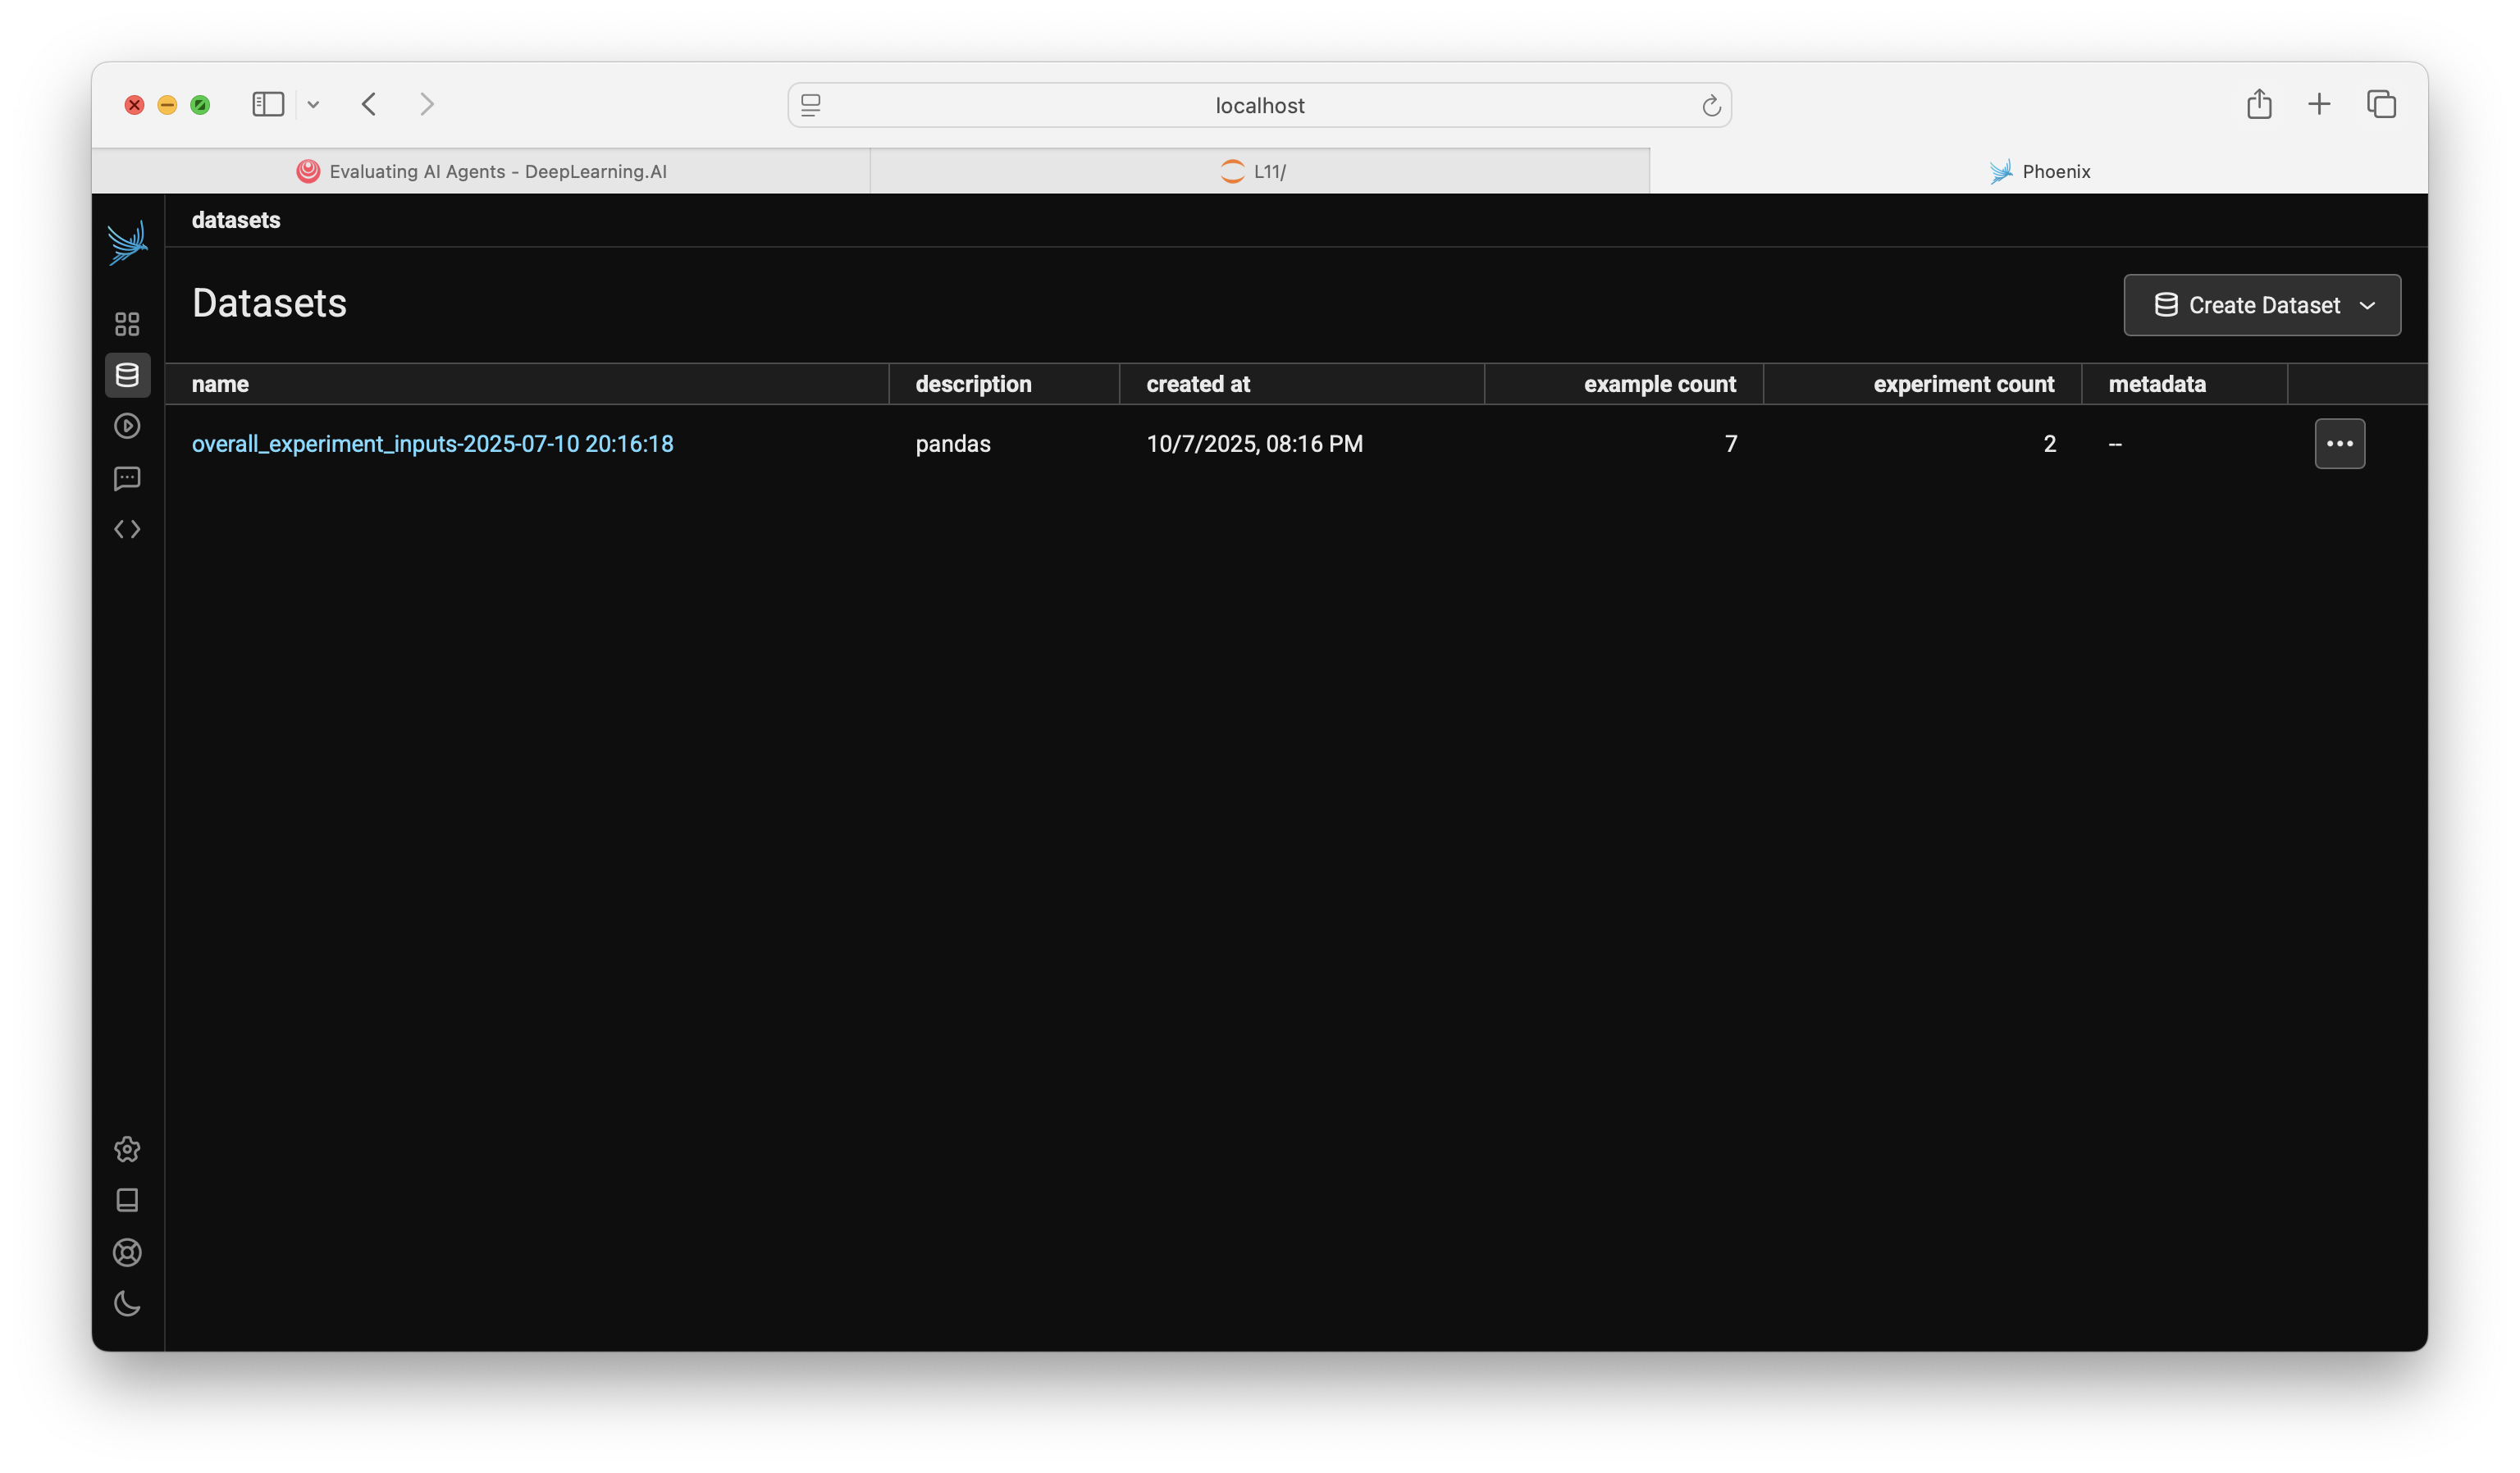 localhost
Evaluating AI Agents - DeepLearning.AI
L11/
Phoenix
datasets
Datasets
Create Dataset
name description created at example count experiment count metadata
overall_experiment_inputs-2025-07-10 20:16:18 pandas 10/7/2025, 08:16 PM 7 2 --